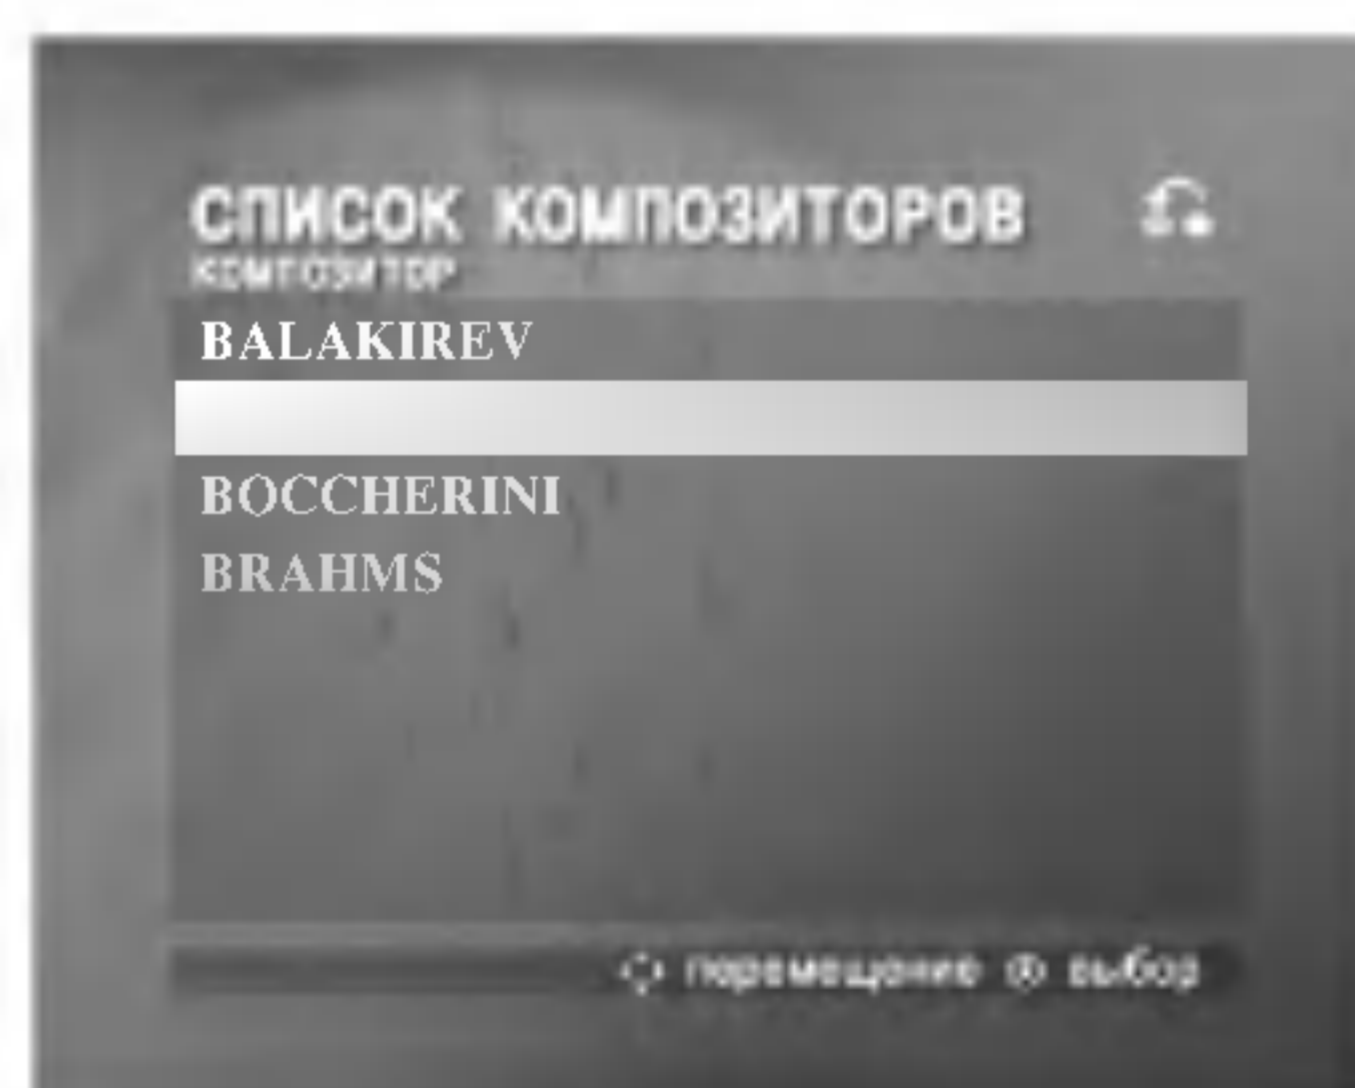 СПИСОК КОМПОЗИТОРОВ
КОМПОЗИТОР
BALAKIREV
BOCCHERINI
BRAHMS
перемещение выбор